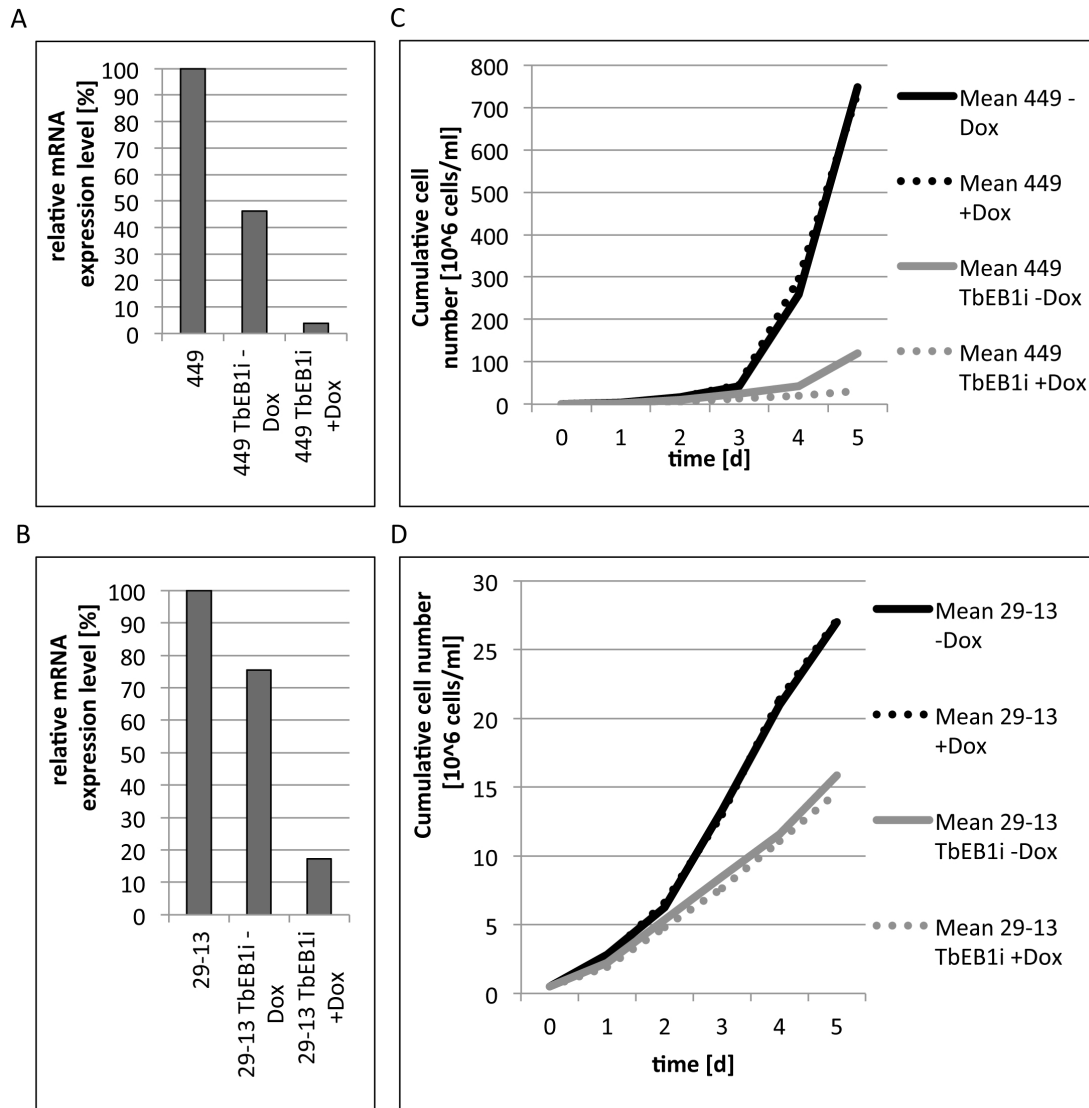 A
relative mRNA
expression level [%]
100
90
80
70
60
50
40
30
20
10
0
449
449 TbEB1i -
Dox
449 TbEB1i
+Dox
C
Cumulative cell
number [10^6 cells/ml]
800
700
600
500
400
300
200
100
0
0 1 2 3 4 5
time [d]
Mean 449 -
Dox
Mean 449
+Dox
Mean 449
TbEB1i -Dox
Mean 449
TbEB1i +Dox
B
relative mRNA
expression level [%]
100
90
80
70
60
50
40
30
20
10
0
29-13
29-13 TbEB1i -
Dox
29-13 TbEB1i
+Dox
D
Cumulative cell number
[10^6 cells/ml]
30
25
20
15
10
5
0
0 1 2 3 4 5
time [d]
Mean 29-13
-Dox
Mean 29-13
+Dox
Mean 29-13
TbEB1i -Dox
Mean 29-13
TbEB1i +Dox